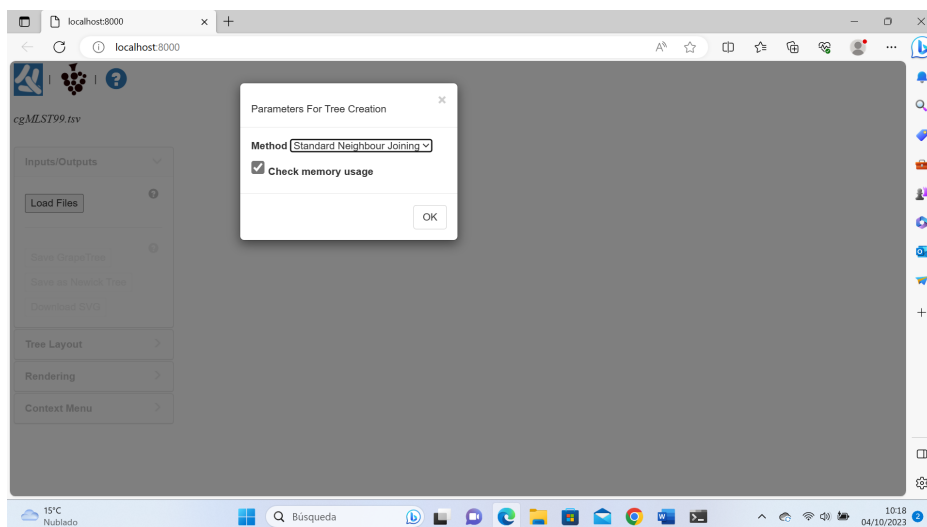 localhost:8000
localhost:8000
cgMLST99.tsv
Parameters For Tree Creation
Method Standard Neighbour Joining
Check memory usage
OK
Inputs/Outputs
Load Files
Save GrapeTree
Save as Newick Tree
Download SVG
Tree Layout
Rendering
Context Menu
15°C
Nublado
Búsqueda
10:18
04/10/2023
2